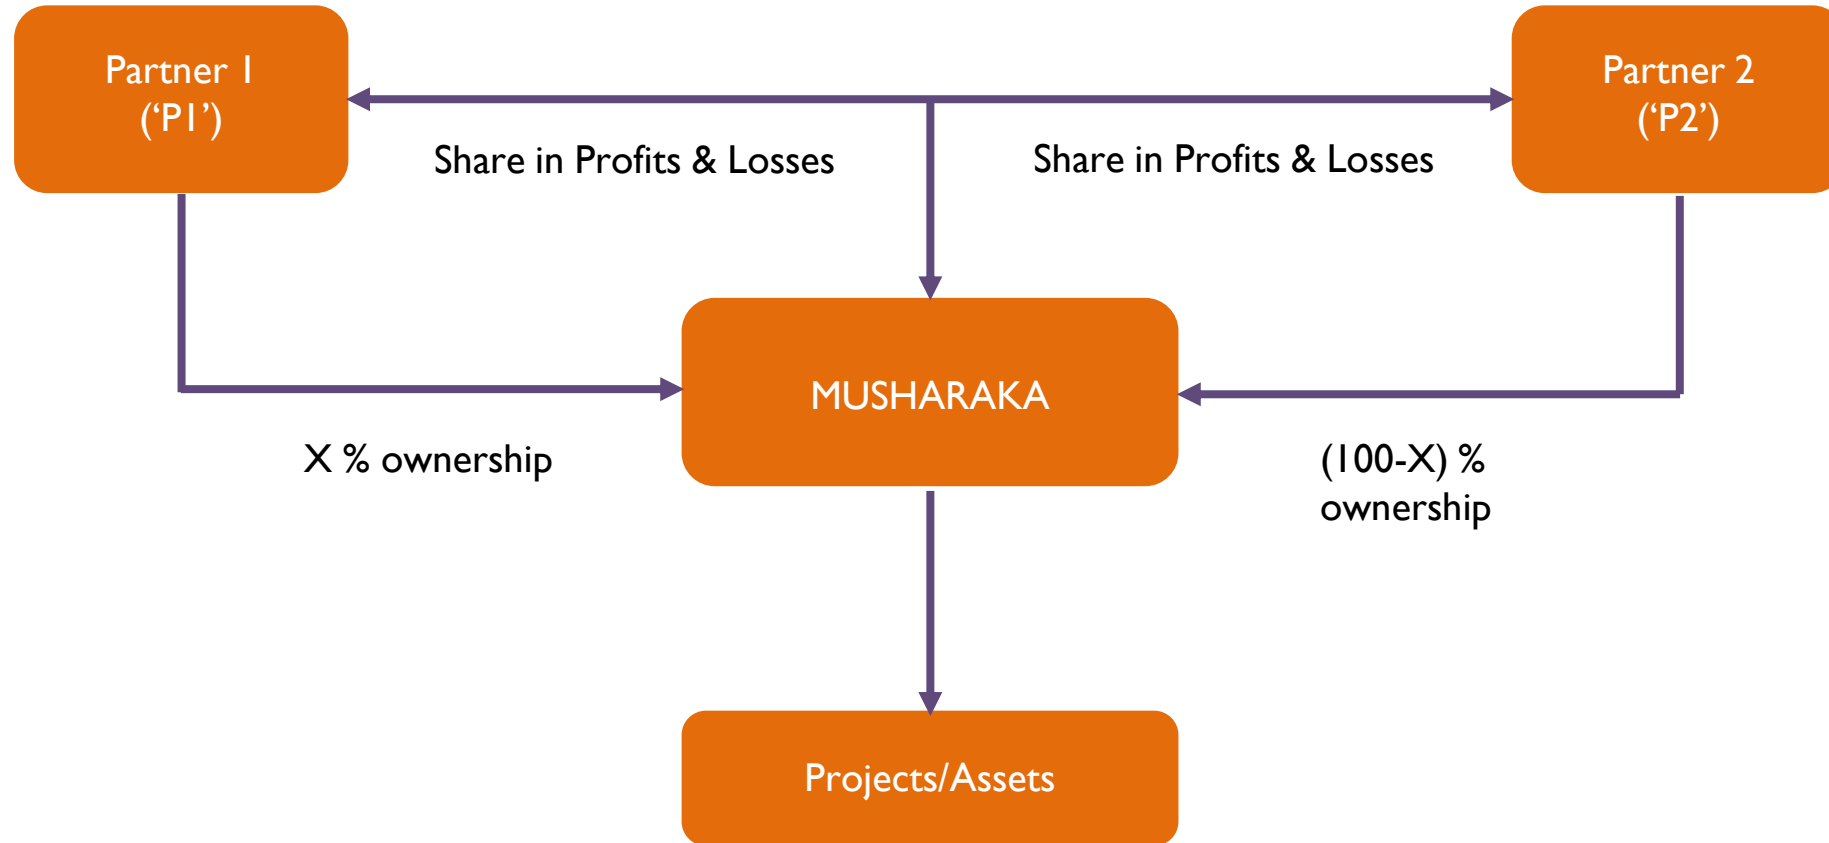 Partner 1
(‘P1’)
Partner 2
(‘P2’)
Share in Profits & Losses
Share in Profits & Losses
MUSHARAKA
X % ownership
(100-X) %
ownership
Projects/Assets